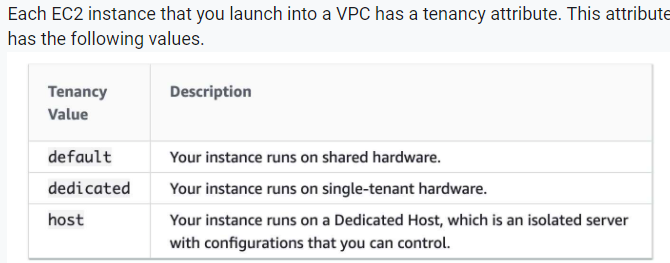 Each EC2 instance that you launch into a VPC has a tenancy attribute. This attribute
has the following values.
Tenancy Value
Description
default
Your instance runs on shared hardware.
dedicated
Your instance runs on single-tenant hardware.
host
Your instance runs on a Dedicated Host, which is an isolated server
with configurations that you can control.